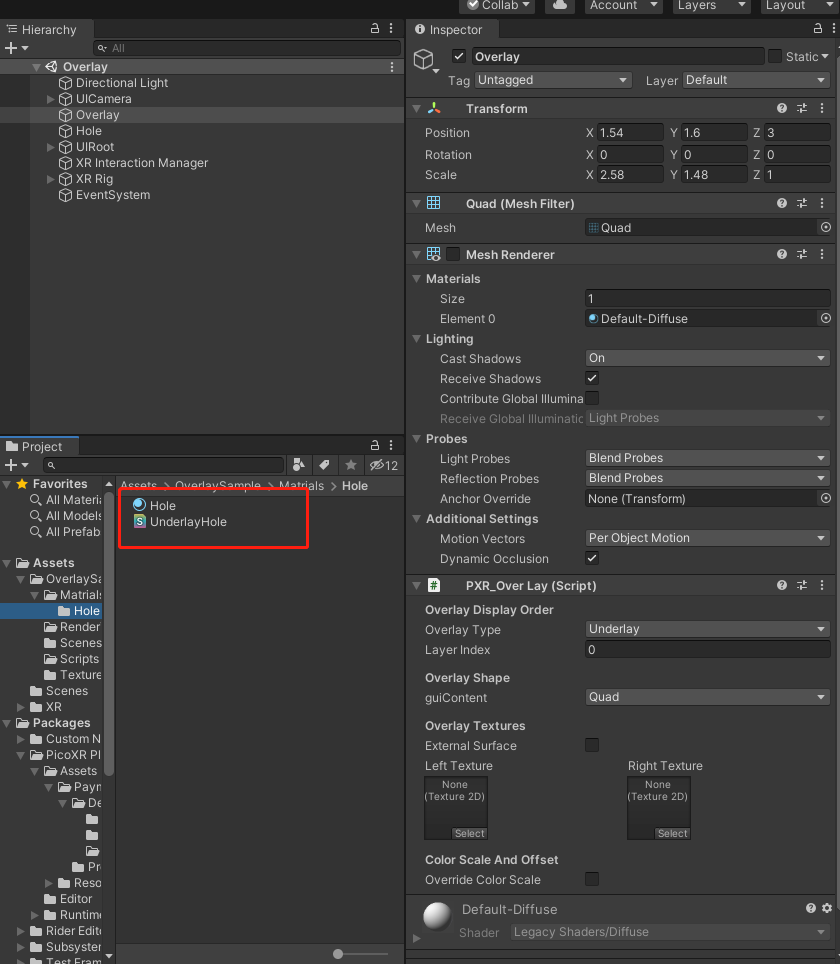 Collab
Account
Layers
Layout
Hierarchy
All
Overlay
Directional Light
UICamera
Overlay
Hole
UIRoot
XR Interaction Manager
XR Rig
EventSystem
Project
12
Favorites
All Materi
All Models
All Prefab
Assets
OverlaySa
Matrials
Hole
Render
Scenes
Scripts
Texture
Scenes
XR
Packages
Custom N
PicoXR Pl
Assets
Paym
De
Pr
Reso
Editor
Runtime
Rider Edit
Subsystem
Test Fram
Assets > OverlaySample > Matrials > Hole
Hole
UnderlayHole
Inspector
Overlay
Static
Tag Untagged Layer Default
Transform
Position X 1.54 Y 1.6 Z 3
Rotation X 0 Y 0 Z 0
Scale X 2.58 Y 1.48 Z 1
Quad (Mesh Filter)
Mesh Quad
Mesh Renderer
Materials
Size 1
Element 0 Default-Diffuse
Lighting
Cast Shadows On
Receive Shadows
Contribute Global Illumina
Receive Global Illuminatic Light Probes
Probes
Light Probes Blend Probes
Reflection Probes Blend Probes
Anchor Override None (Transform)
Additional Settings
Motion Vectors Per Object Motion
Dynamic Occlusion
PXR_Over Lay (Script)
Overlay Display Order
Overlay Type Underlay
Layer Index 0
Overlay Shape
guiContent Quad
Overlay Textures
External Surface
Left Texture Right Texture
None None
(Texture 2D) (Texture 2D)
Select Select
Color Scale And Offset
Override Color Scale
Default-Diffuse
Shader Legacy Shaders/Diffuse